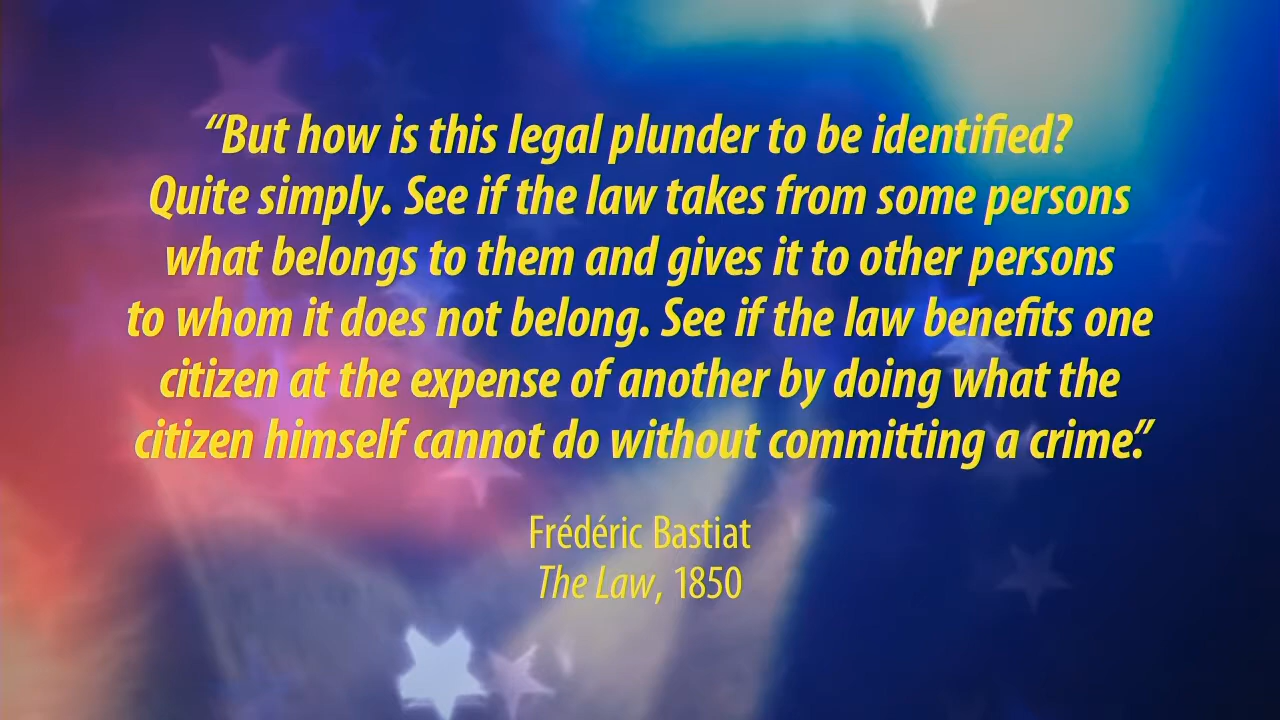 “But how is this legal plunder to be identified?
Quite simply. See if the law takes from some persons
what belongs to them and gives it to other persons
to whom it does not belong. See if the law benefits one
citizen at the expense of another by doing what the
citizen himself cannot do without committing a crime.”
Frédéric Bastiat
The Law, 1850